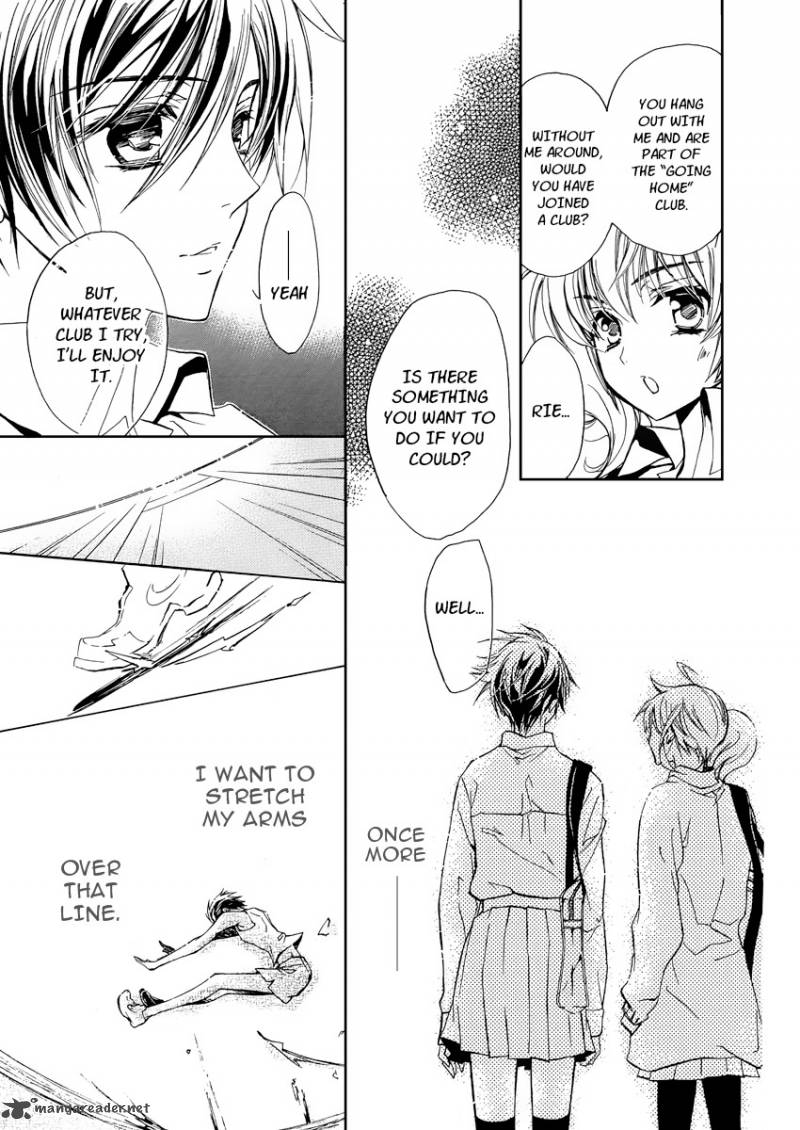 YOU HANG
OUT WITH
ME AND ARE
PART OF
THE "GOING
HOME"
CLUB.
WITHOUT
ME AROUND,
WOULD
YOU HAVE
JOINED
A CLUB?
RIE...
IS THERE
SOMETHING
YOU WANT TO
DO IF YOU
COULD?
WELL...
— YEAH
BUT,
WHATEVER
CLUB I TRY,
I'LL ENJOY
IT.
ONCE
MORE —
I WANT TO
STRETCH
MY ARMS
OVER
THAT
LINE.
mangareader.net